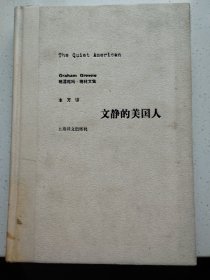 The Quiet American
Graham Greene
格雷厄姆·格林文集
主万 译
文静的美国人
上海译文出版社